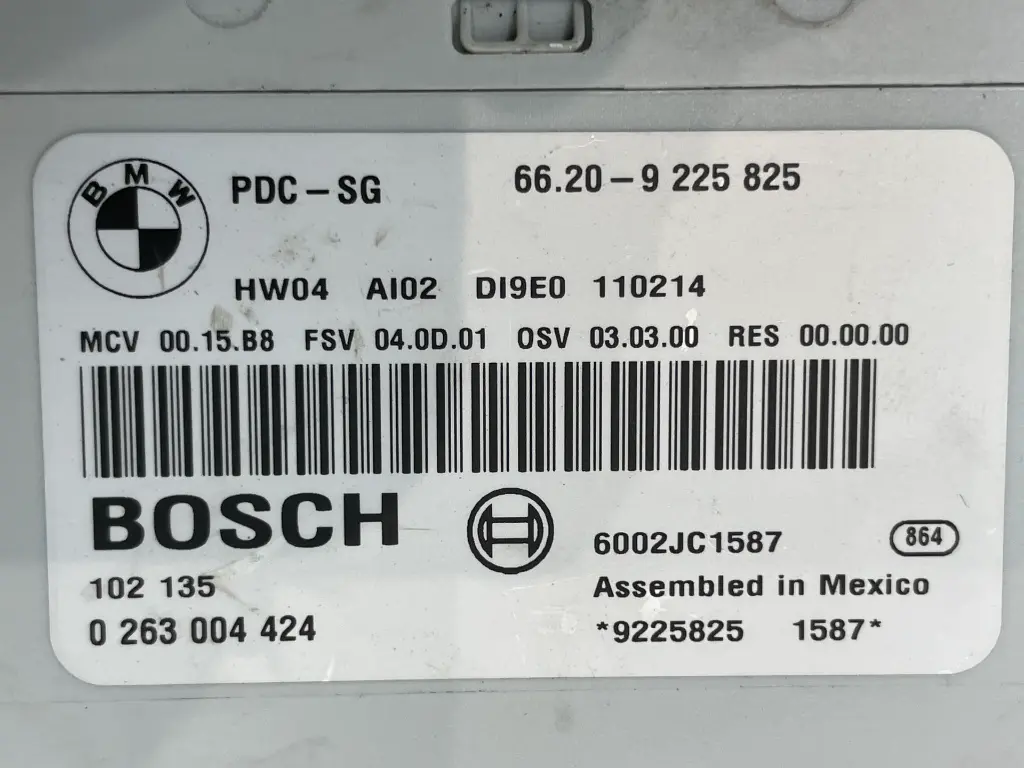 BMW
PDC-SG 66.20-9 225 825
HW04 AI02 DI9E0 110214
MCV 00.15.B8 FSV 04.0D.01 OSV 03.03.00 RES 00.00.00
BOSCH
6002JC1587 864
102 135 Assembled in Mexico
0 263 004 424 *9225825 1587*